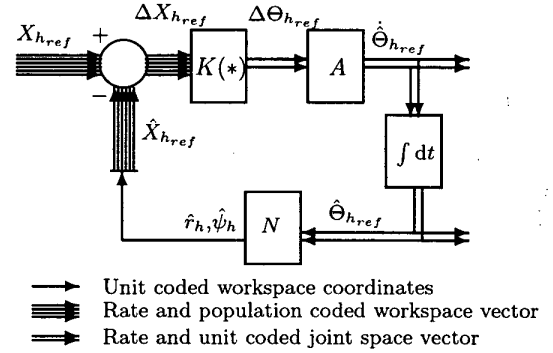 X_{h_{ref}} + ΔX_{h_{ref}} ΔΘ_{h_{ref}} \dot{\hat{Θ}}_{h_{ref}}
K(*) A
−
\hat{X}_{h_{ref}}
∫ dt
\hat{r}_h, \hat{ψ}_h N \hat{Θ}_{h_{ref}}
Unit coded workspace coordinates
Rate and population coded workspace vector
Rate and unit coded joint space vector